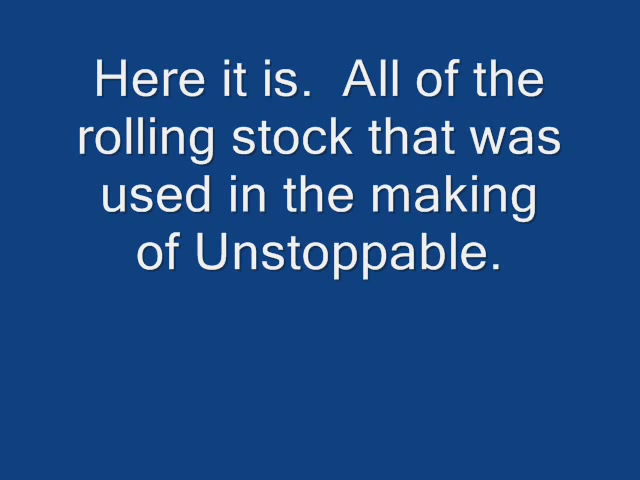 Here it is.  All of the
rolling stock that was
used in the making
of Unstoppable.